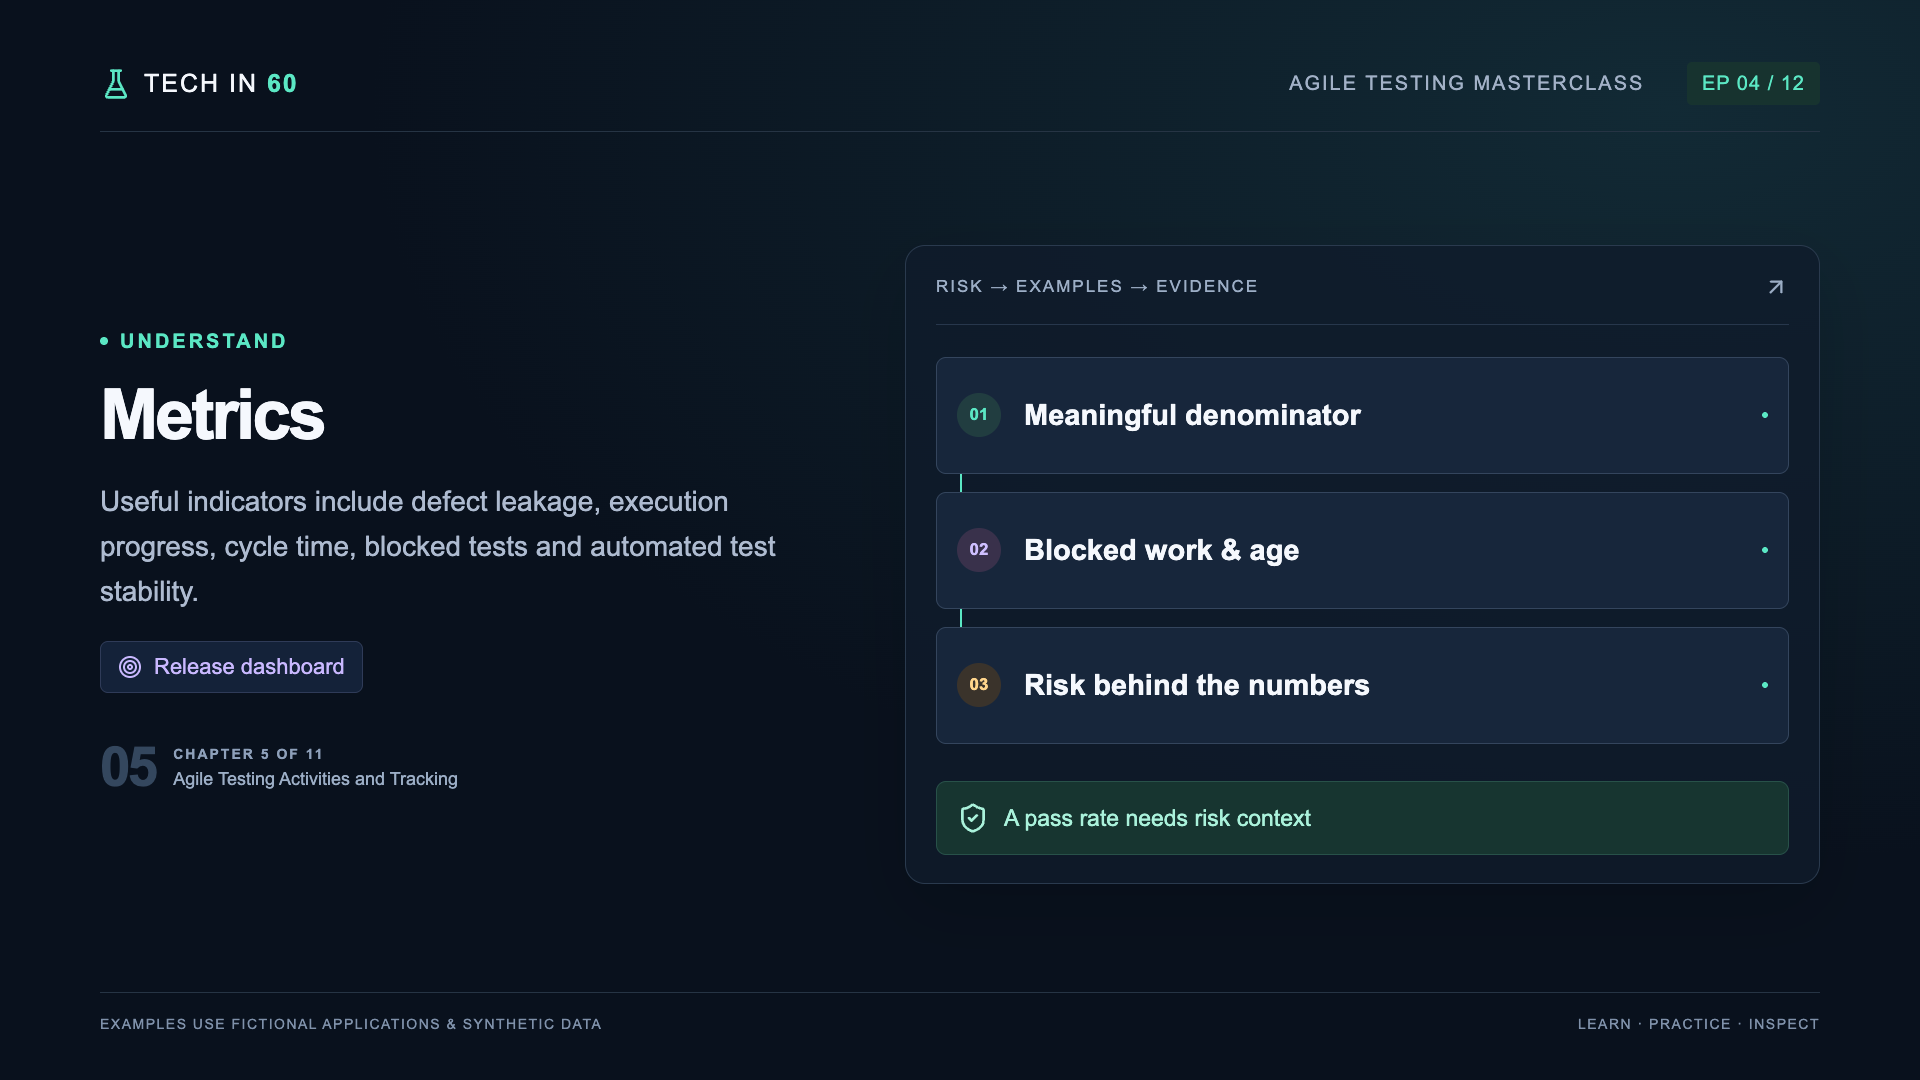 TECH IN 60
AGILE TESTING MASTERCLASS
EP 04 / 12
UNDERSTAND
Metrics
Useful indicators include defect leakage, execution
progress, cycle time, blocked tests and automated test
stability.
Release dashboard
05
CHAPTER 5 OF 11
Agile Testing Activities and Tracking
RISK → EXAMPLES → EVIDENCE
01
Meaningful denominator
02
Blocked work & age
03
Risk behind the numbers
A pass rate needs risk context
EXAMPLES USE FICTIONAL APPLICATIONS & SYNTHETIC DATA
LEARN · PRACTICE · INSPECT